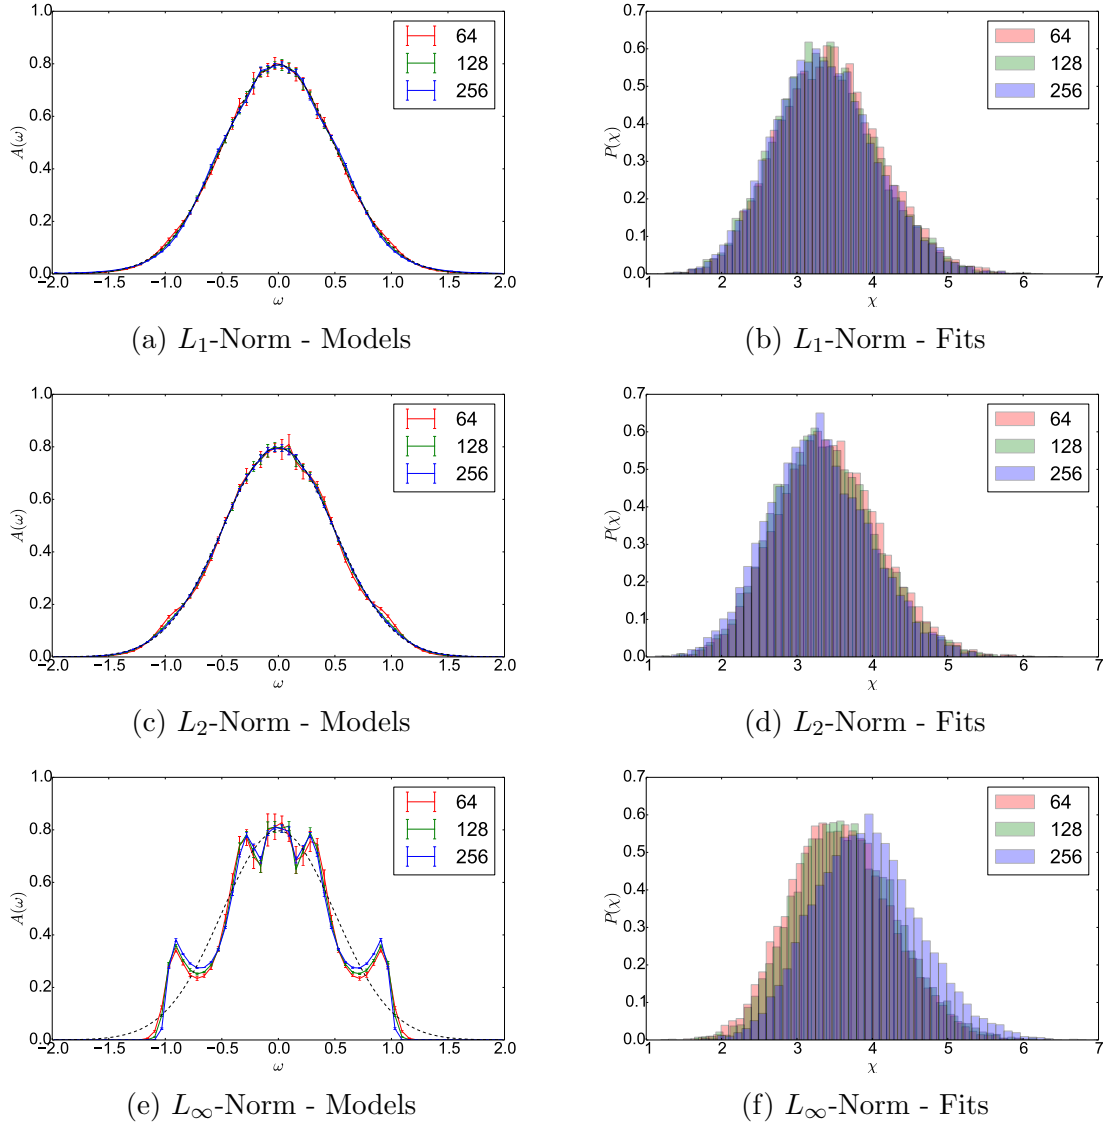 1.0
0.8
0.6
0.4
0.2
0.0
A(ω)
−2.0 −1.5 −1.0 −0.5 0.0 0.5 1.0 1.5 2.0
ω
64
128
256
(a) L₁-Norm - Models
0.7
0.6
0.5
0.4
0.3
0.2
0.1
0.0
P(χ)
1 2 3 4 5 6 7
χ
64
128
256
(b) L₁-Norm - Fits
1.0
0.8
0.6
0.4
0.2
0.0
A(ω)
−2.0 −1.5 −1.0 −0.5 0.0 0.5 1.0 1.5 2.0
ω
64
128
256
(c) L₂-Norm - Models
0.7
0.6
0.5
0.4
0.3
0.2
0.1
0.0
P(χ)
1 2 3 4 5 6 7
χ
64
128
256
(d) L₂-Norm - Fits
1.0
0.8
0.6
0.4
0.2
0.0
A(ω)
−2.0 −1.5 −1.0 −0.5 0.0 0.5 1.0 1.5 2.0
ω
64
128
256
(e) L∞-Norm - Models
0.7
0.6
0.5
0.4
0.3
0.2
0.1
0.0
P(χ)
1 2 3 4 5 6 7
χ
64
128
256
(f) L∞-Norm - Fits